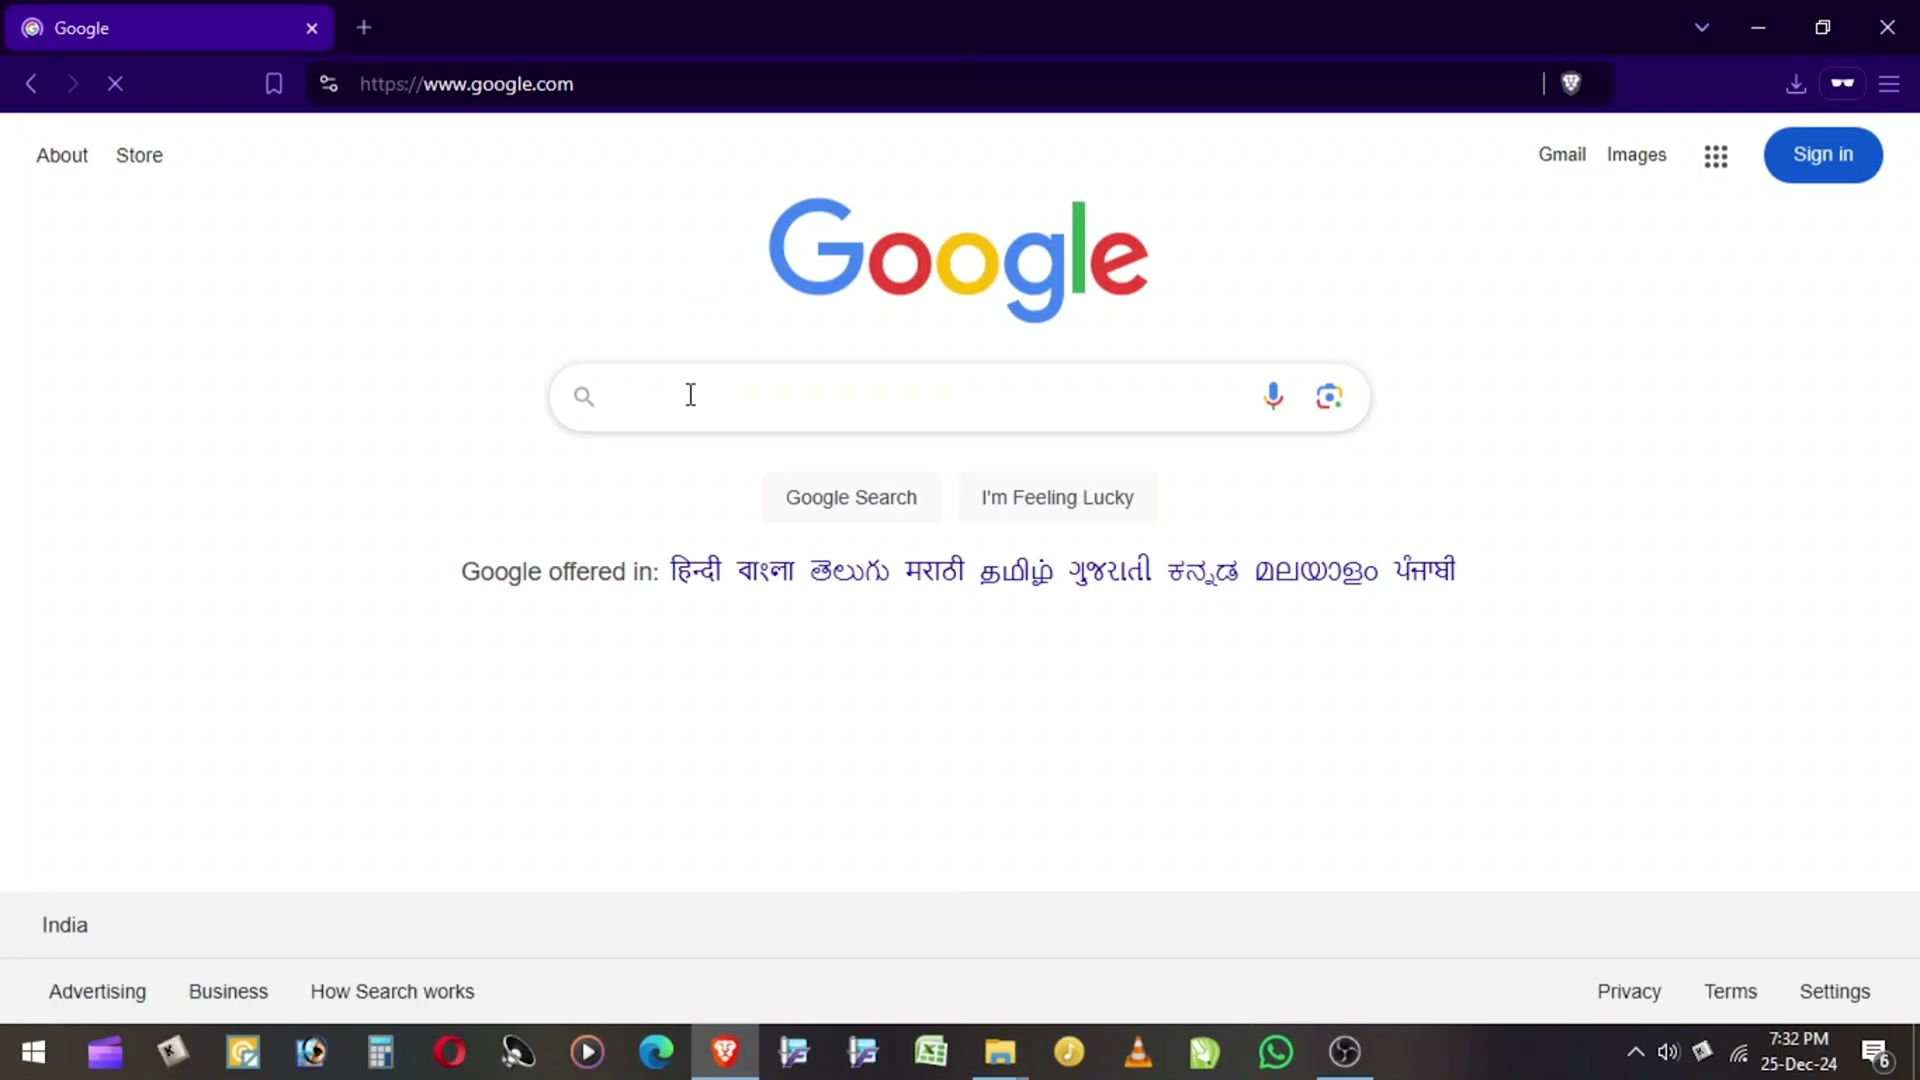 Google
https://www.google.com
About Store
Gmail Images Sign in
Google
Google Search I'm Feeling Lucky
Google offered in: हिन्दी বাংলা తెలుగు मराठी தமிழ் ગુજરાતી ಕನ್ನಡ മലയാളം ਪੰਜਾਬੀ
India
Advertising Business How Search works
Privacy Terms Settings
7:32 PM
25-Dec-24
6